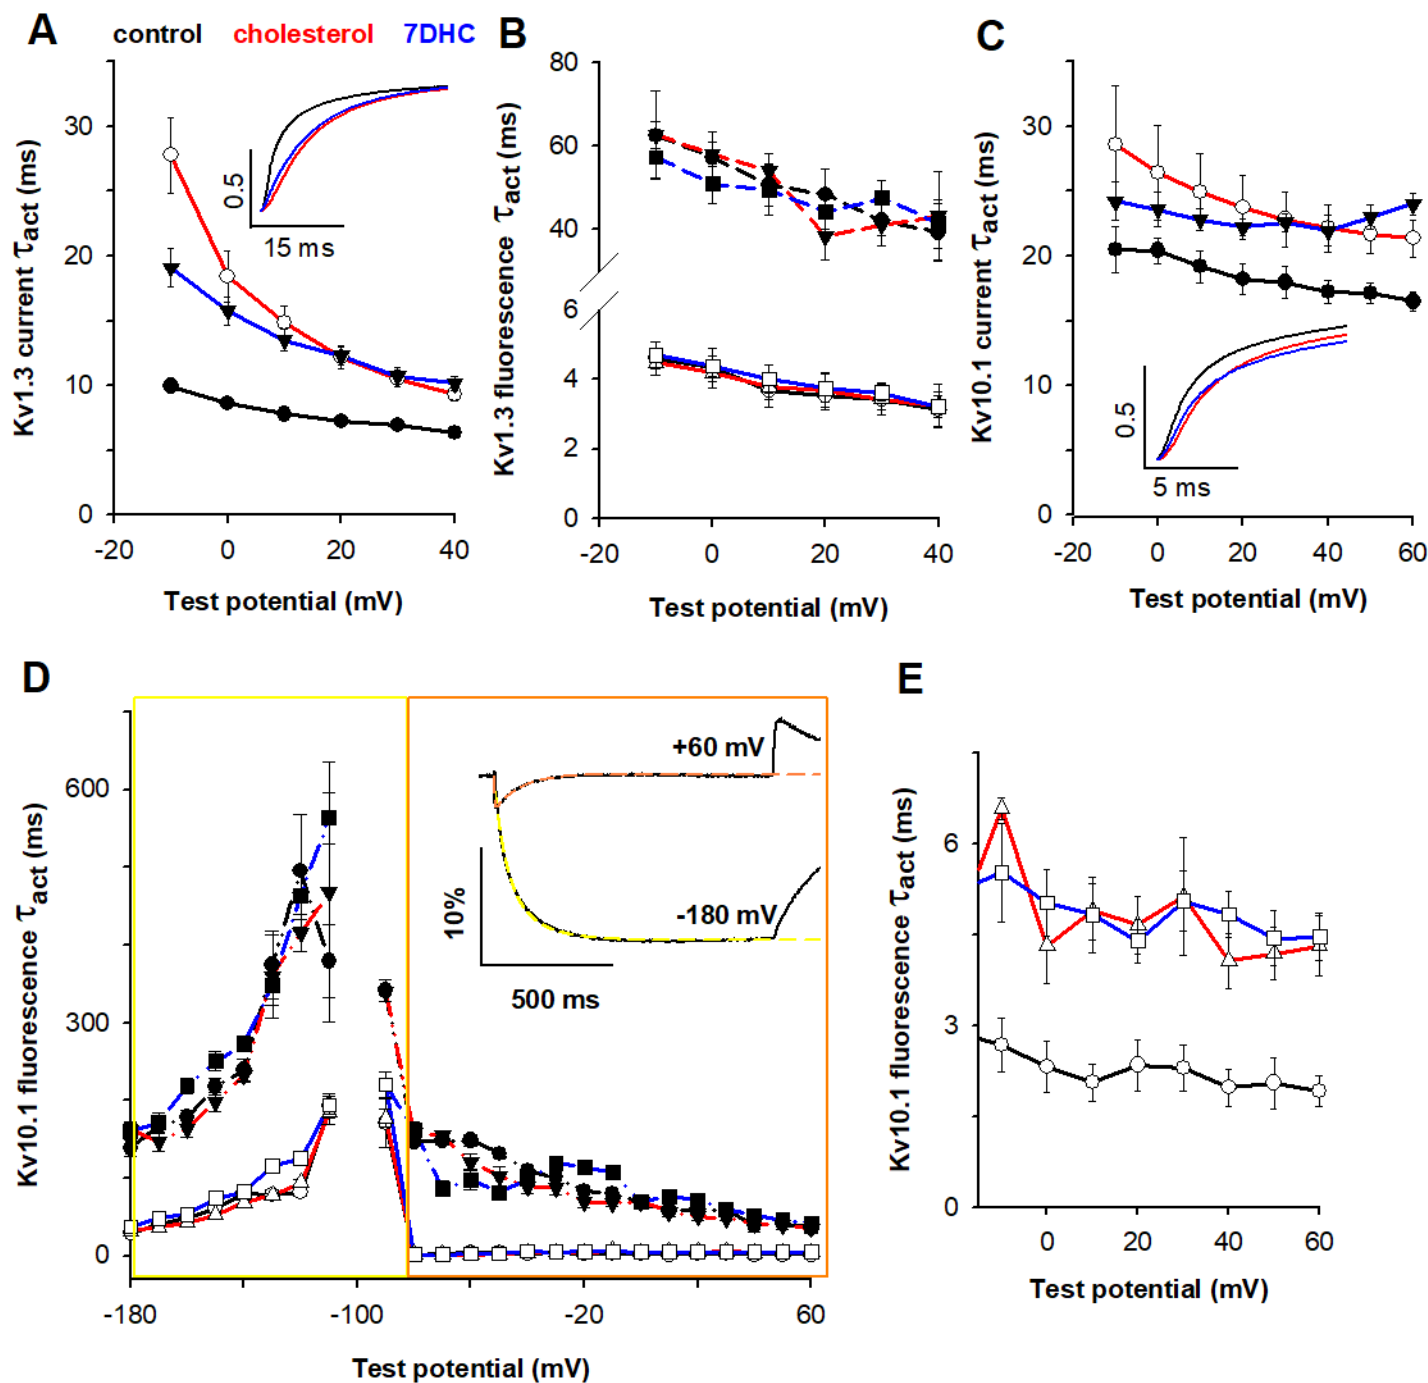 A
control cholesterol 7DHC
Kv1.3 current τact (ms)
30
20
10
0
-20 0 20 40
Test potential (mV)
0.5
15 ms
B
Kv1.3 fluorescence τact (ms)
80
60
40
6
4
2
0
-20 0 20 40
Test potential (mV)
C
Kv10.1 current τact (ms)
30
20
10
0
-20 0 20 40 60
Test potential (mV)
0.5
5 ms
D
Kv10.1 fluorescence τact (ms)
600
300
0
-180 -100 -20 60
Test potential (mV)
+60 mV
-180 mV
10%
500 ms
E
Kv10.1 fluorescence τact (ms)
6
3
0
0 20 40 60
Test potential (mV)